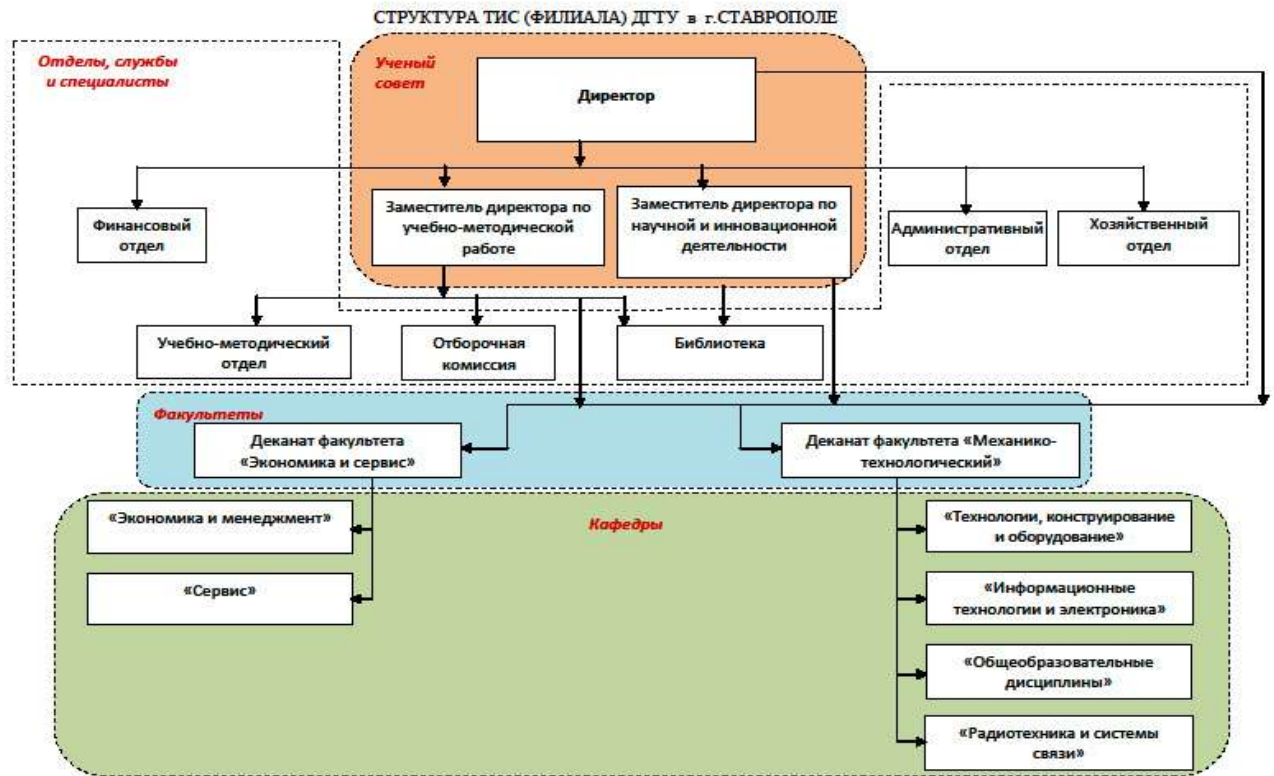 СТРУКТУРА ТИС (ФИЛИАЛА) ДГТУ в г.СТАВРОПОЛЕ
Отделы, службы
и специалисты
Ученый
совет
Директор
Финансовый
отдел
Заместитель директора по
учебно-методической
работе
Заместитель директора по
научной и инновационной
деятельности
Административный
отдел
Хозяйственный
отдел
Учебно-методический
отдел
Отборочная
комиссия
Библиотека
Факультеты
Деканат факультета
«Экономика и сервис»
Деканат факультета «Механико-
технологический»
Кафедры
«Экономика и менеджмент»
«Сервис»
«Технологии, конструирование
и оборудование»
«Информационные
технологии и электроника»
«Общеобразовательные
дисциплины»
«Радиотехника и системы
связи»